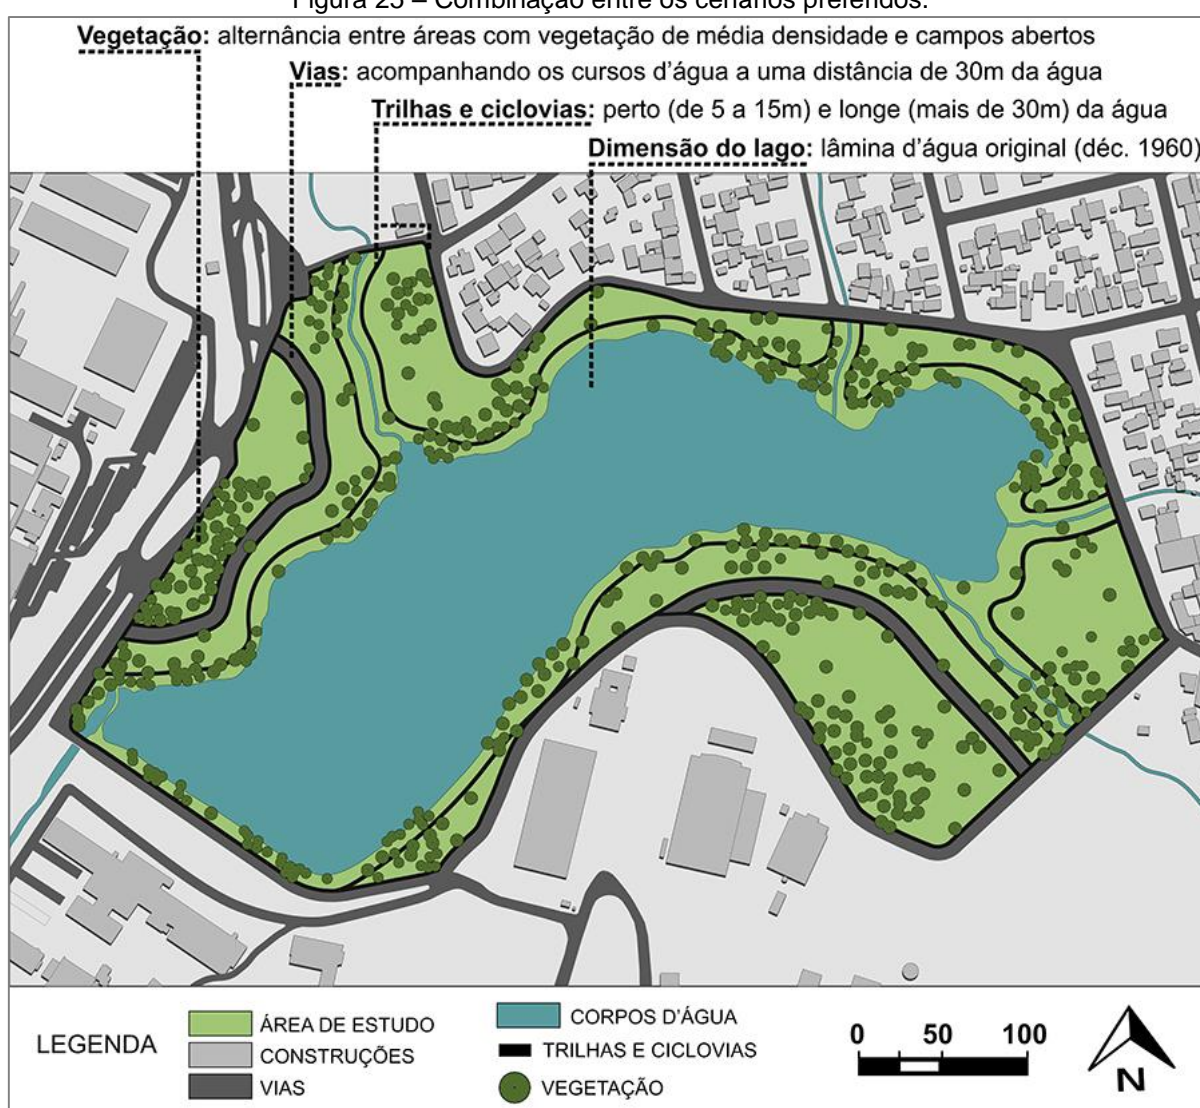 Figura 25 – Combinação entre os cenários preferidos.
Vegetação: alternância entre áreas com vegetação de média densidade e campos abertos
Vias: acompanhando os cursos d'água a uma distância de 30m da água
Trilhas e ciclovias: perto (de 5 a 15m) e longe (mais de 30m) da água
Dimensão do lago: lâmina d'água original (déc. 1960)
LEGENDA
ÁREA DE ESTUDO
CONSTRUÇÕES
VIAS
CORPOS D'ÁGUA
TRILHAS E CICLOVIAS
VEGETAÇÃO
0 50 100
N